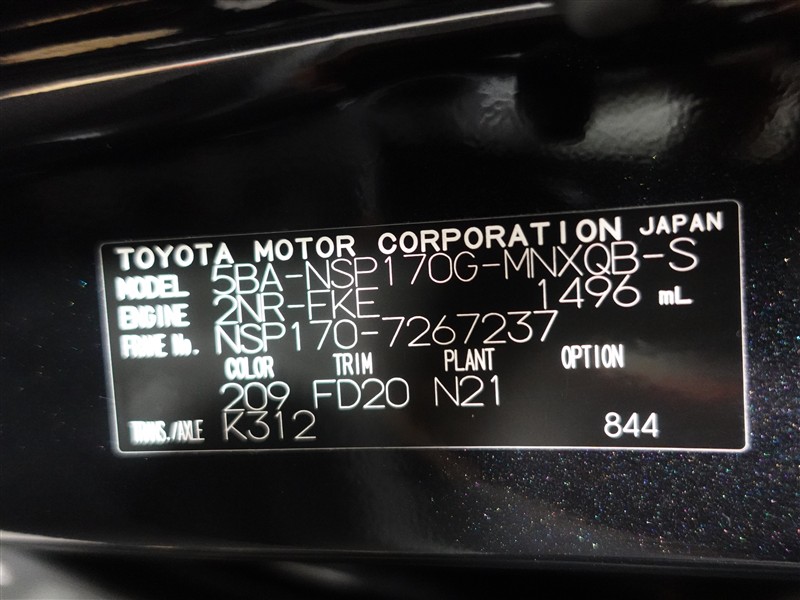 TOYOTA MOTOR CORPORATION JAPAN
MODEL 5BA-NSP170G-MNXQB-S
ENGINE 2NR-FKE 1496 mL
FRAME No. NSP170-7267237
COLOR TRIM PLANT OPTION
209 FD20 N21
TRANS./AXLE K312 844